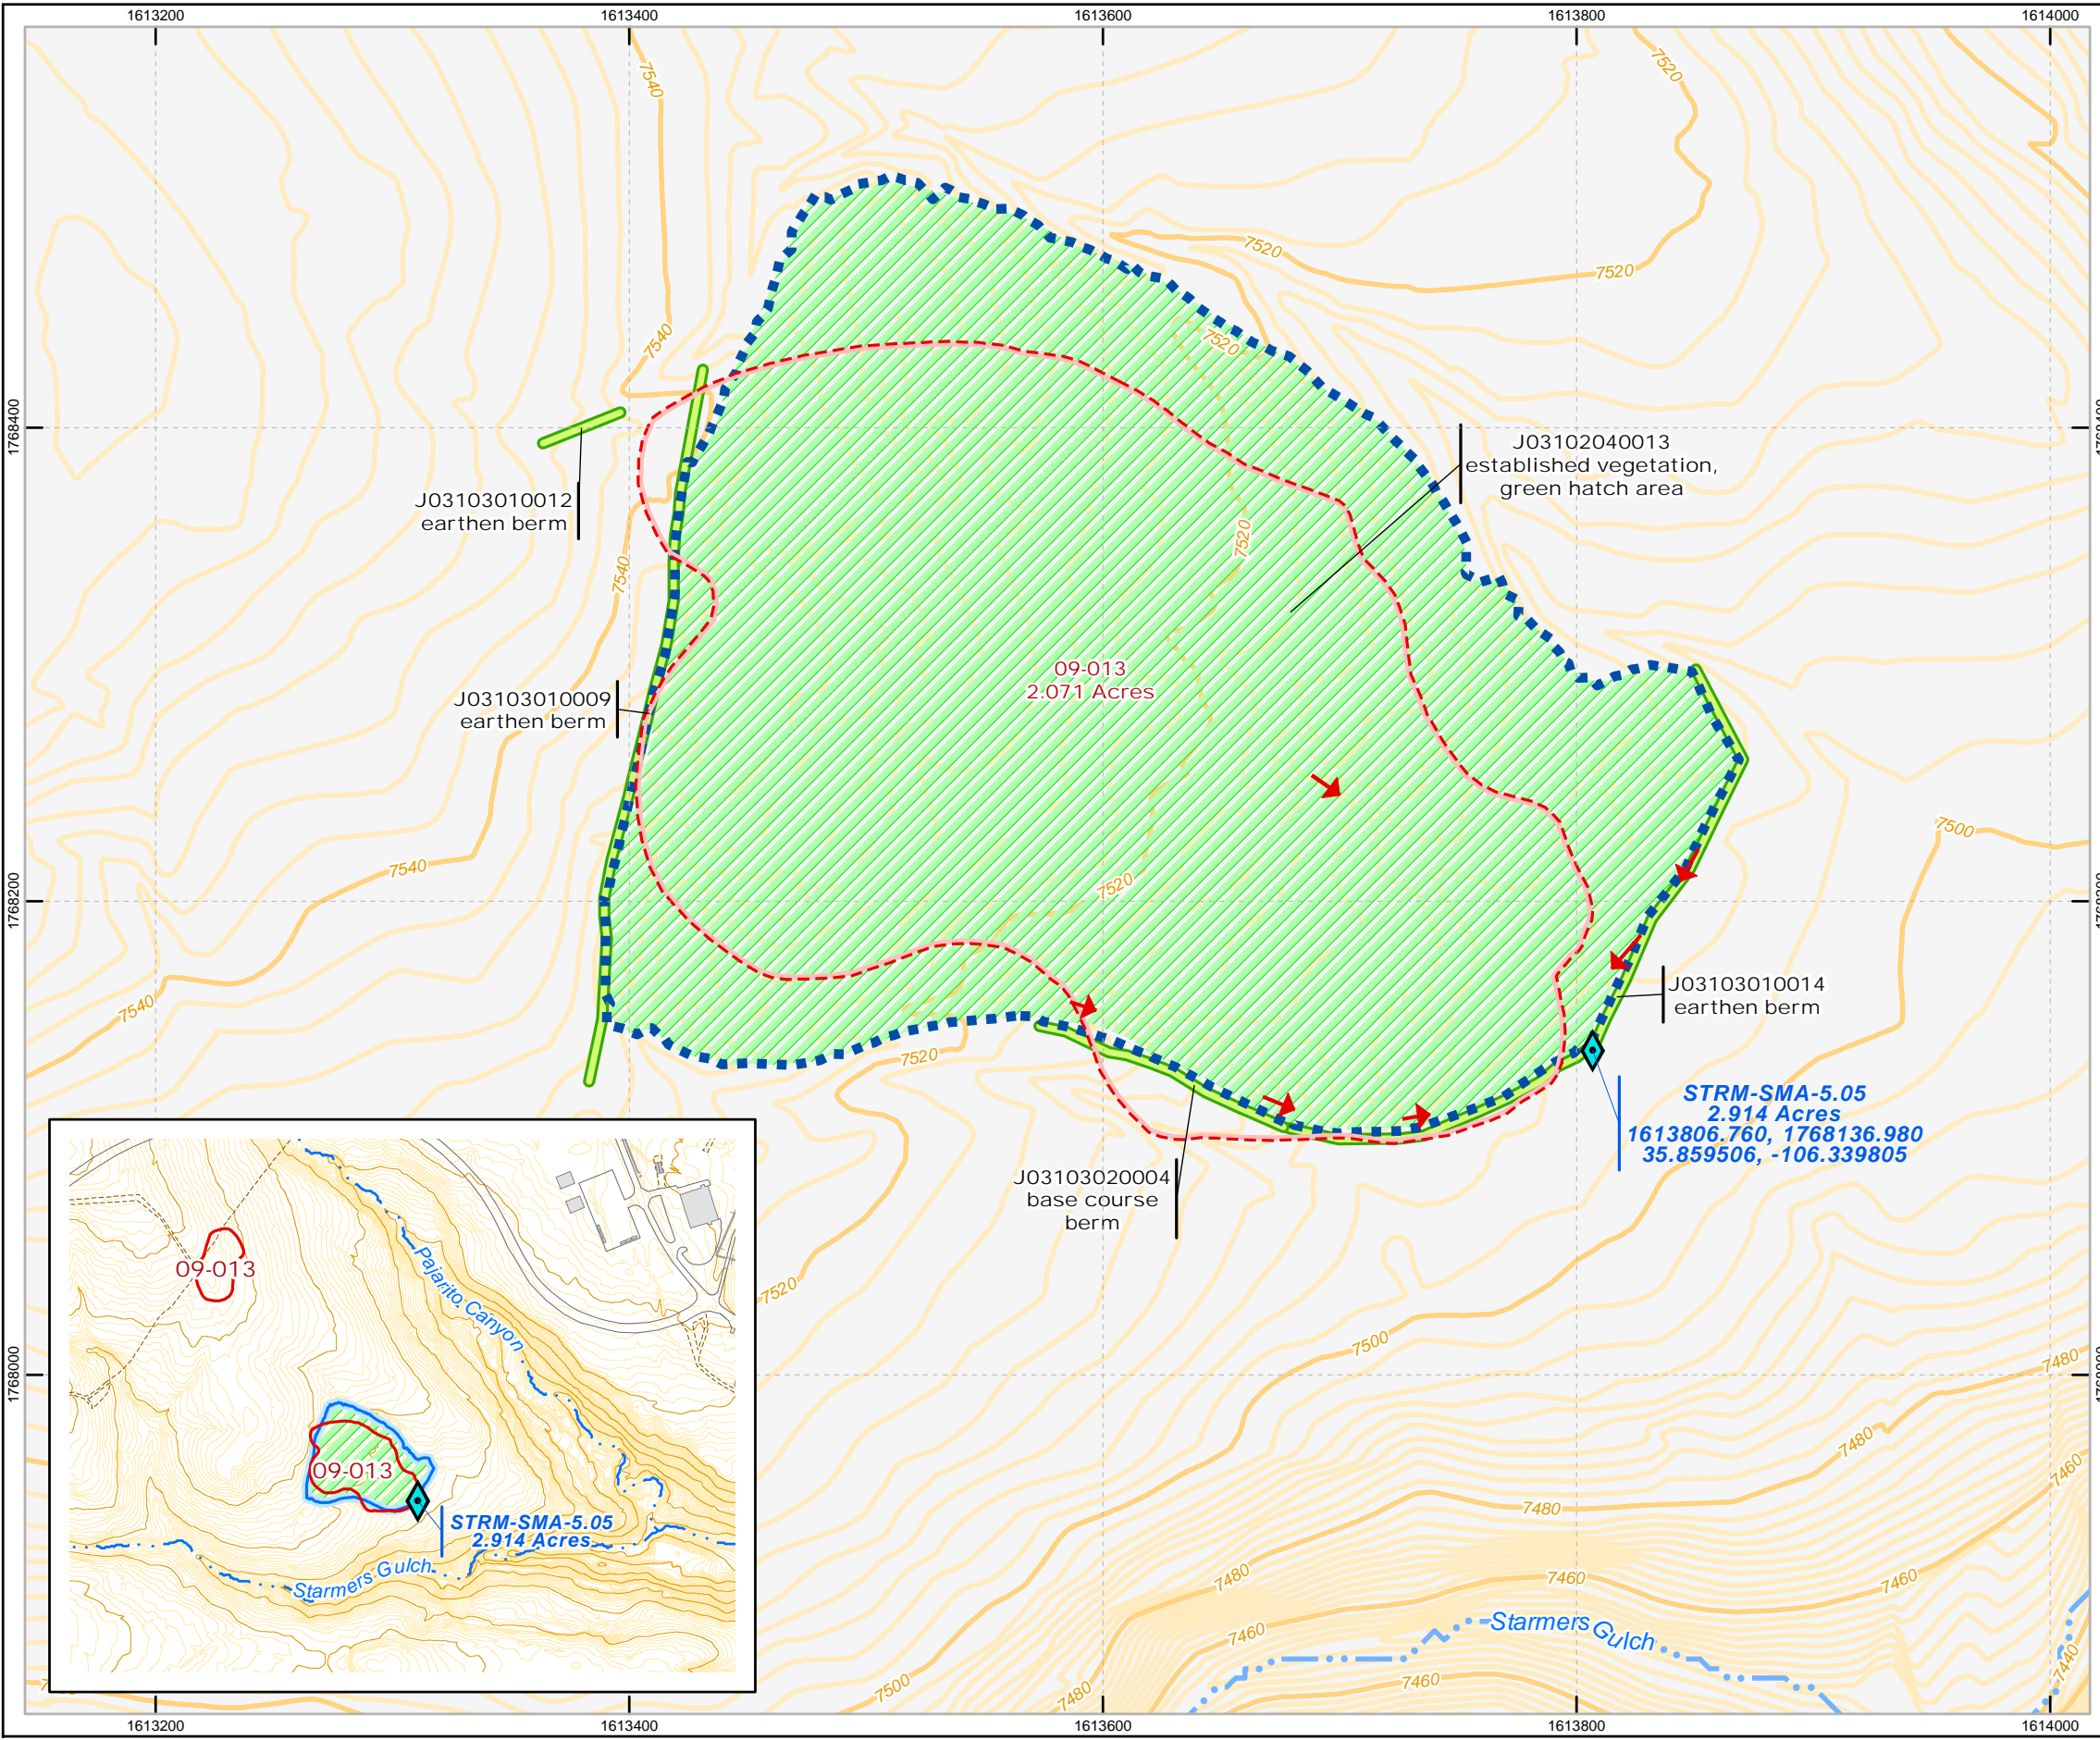 1613200
1613400
1613600
1613800
1614000
7540
7520
7520
7520
7540
7520
1768400
1768400
J03102040013
established vegetation,
green hatch area
J03103010012
earthen berm
7540
7520
09-013
2.071 Acres
J03103010009
earthen berm
7500
7540
7520
1768200
1768200
7540
J03103010014
earthen berm
7520
STRM-SMA-5.05
2.914 Acres
1613806.760, 1768136.980
35.859506, -106.339805
J03103020004
base course
berm
09-013
Pajarito Canyon
7520
7500
7480
1768000
1768000
7480
7460
09-013
7480
STRM-SMA-5.05
2.914 Acres
Starmers Gulch
7480
7460
7460
7460
Starmers Gulch
7440
7460
7500
7480
1613200
1613400
1613600
1613800
1614000